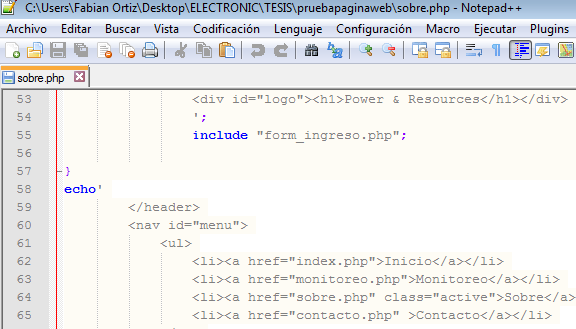 C:\Users\Fabian Ortiz\Desktop\ELECTRONIC\TESIS\pruebapaginaweb\sobre.php - Notepad++
Archivo Editar Buscar Vista Codificación Lenguaje Configuración Macro Ejecutar Plugins
sobre.php
53 <div id="logo"><h1>Power & Resources</h1></div>
54 ';
55 include "form_ingreso.php";
56
57 }
58 echo'
59 </header>
60 <nav id="menu">
61 <ul>
62 <li><a href="index.php">Inicio</a></li>
63 <li><a href="monitoreo.php">Monitoreo</a></li>
64 <li><a href="sobre.php" class="active">Sobre</a>
65 <li><a href="contacto.php" >Contacto</a></li>